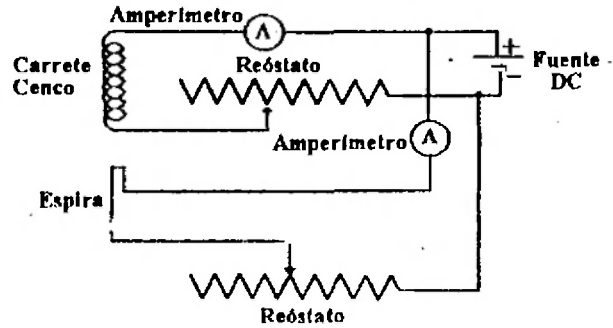 Amperímetro
A
Carrete
Cenco
Reóstato
+
-
Fuente
DC
Amperímetro
A
Espira
Reóstato